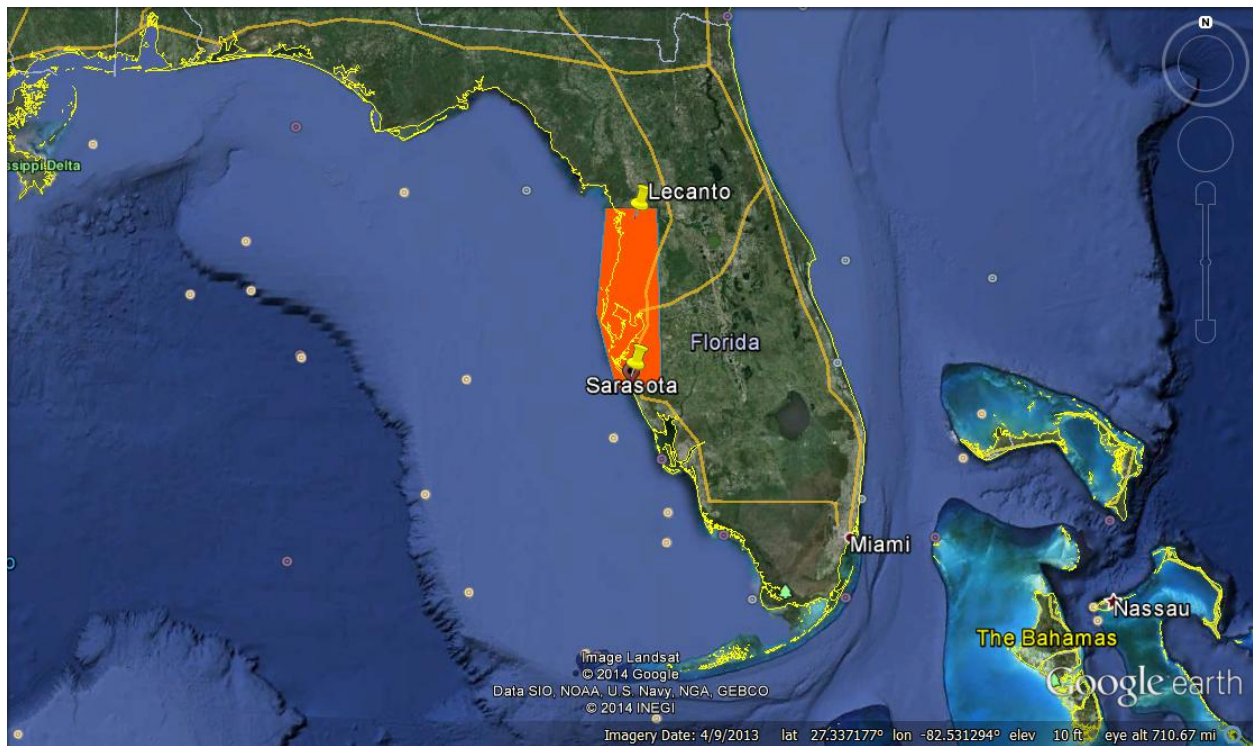 N
ssippi Delta
Lecanto
Florida
Sarasota
Miami
Nassau
The Bahamas
Image Landsat
© 2014 Google
Data SIO, NOAA, U.S. Navy, NGA, GEBCO
© 2014 INEGI
Google earth
Imagery Date: 4/9/2013 lat 27.337177° lon -82.531294° elev 10 ft eye alt 710.67 mi